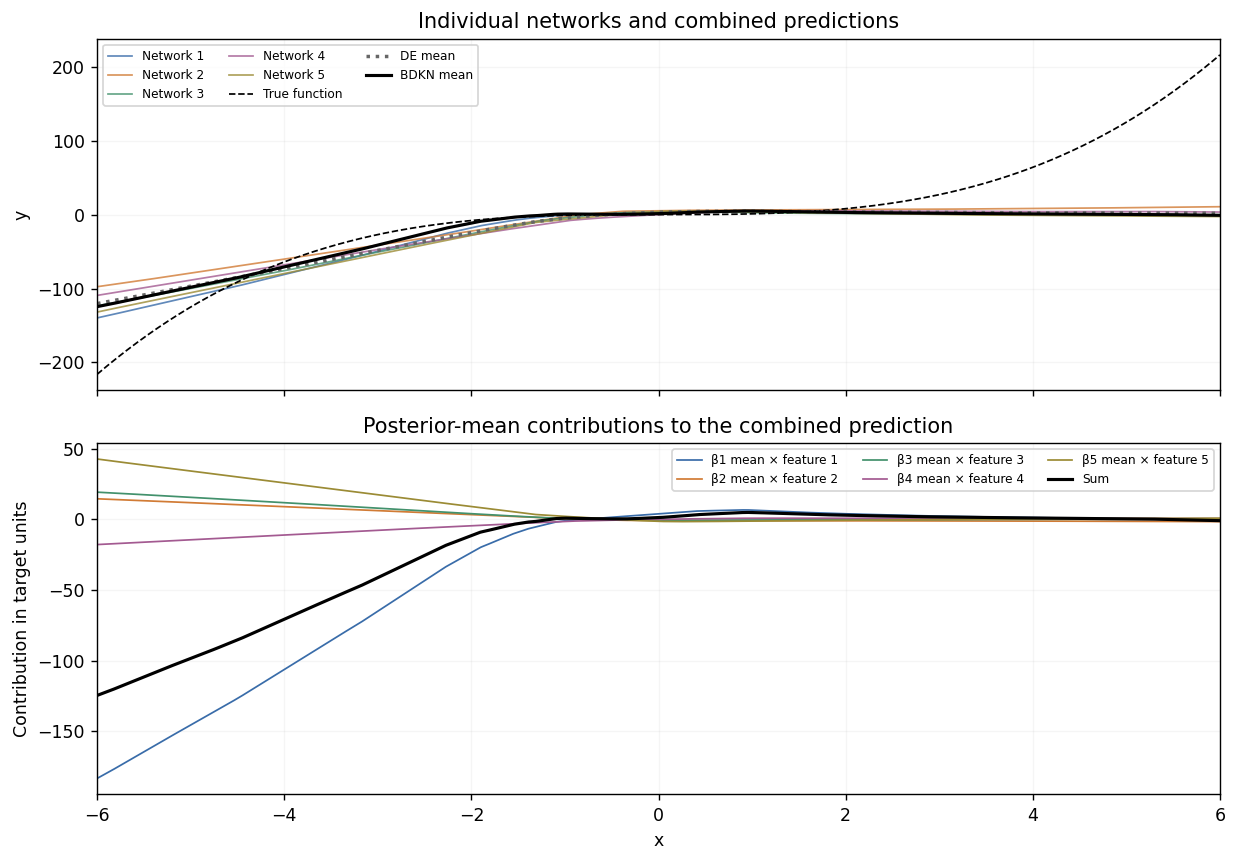 Individual networks and combined predictions
Network 1
Network 2
Network 3
Network 4
Network 5
True function
DE mean
BDKN mean
200
100
0
−100
−200
y
Posterior-mean contributions to the combined prediction
β1 mean × feature 1
β2 mean × feature 2
β3 mean × feature 3
β4 mean × feature 4
β5 mean × feature 5
Sum
50
0
−50
−100
−150
Contribution in target units
−6
−4
−2
0
2
4
6
x